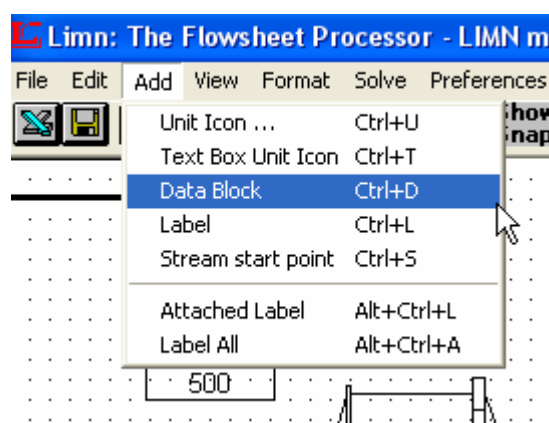 Limn: The Flowsheet Processor - LIMN m
File Edit Add View Format Solve Preferences
Unit Icon ... Ctrl+U
Text Box Unit Icon Ctrl+T
Data Block Ctrl+D
Label Ctrl+L
Stream start point Ctrl+S
Attached Label Alt+Ctrl+L
Label All Alt+Ctrl+A
500